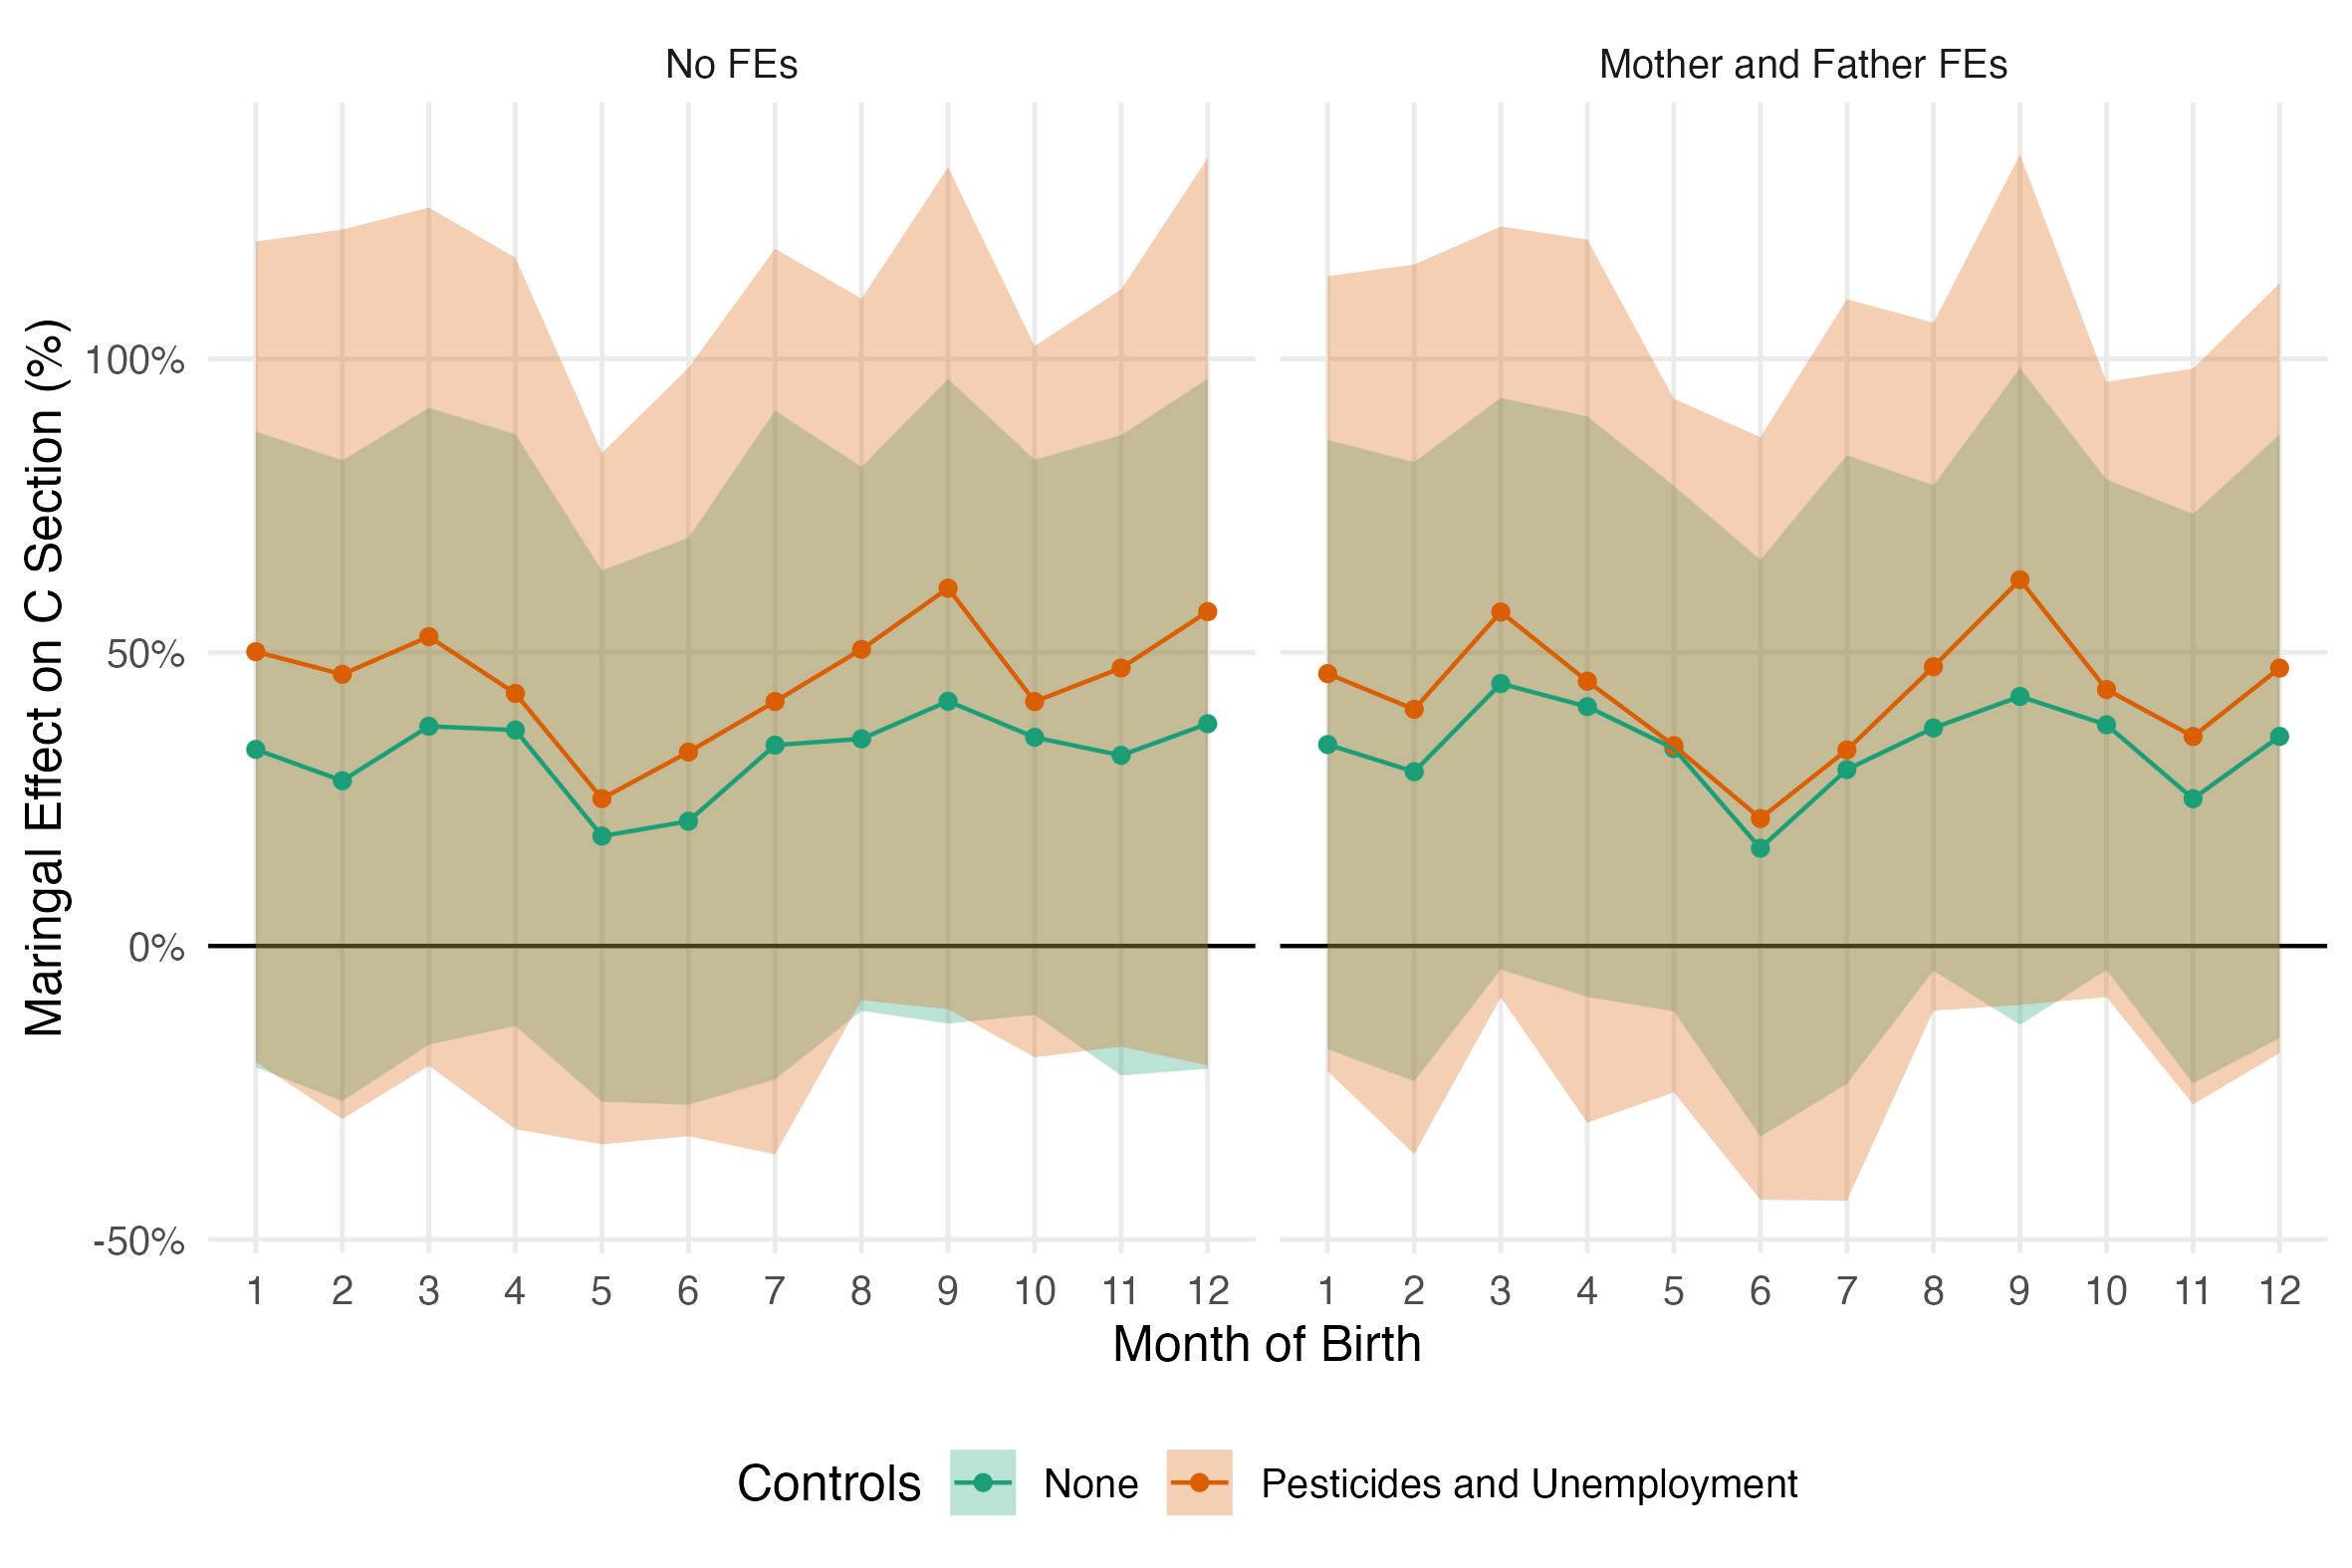 No FEs
Mother and Father FEs
Maringal Effect on C Section (%)
100%
50%
0%
-50%
1 2 3 4 5 6 7 8 9 10 11 12
1 2 3 4 5 6 7 8 9 10 11 12
Month of Birth
Controls None Pesticides and Unemployment